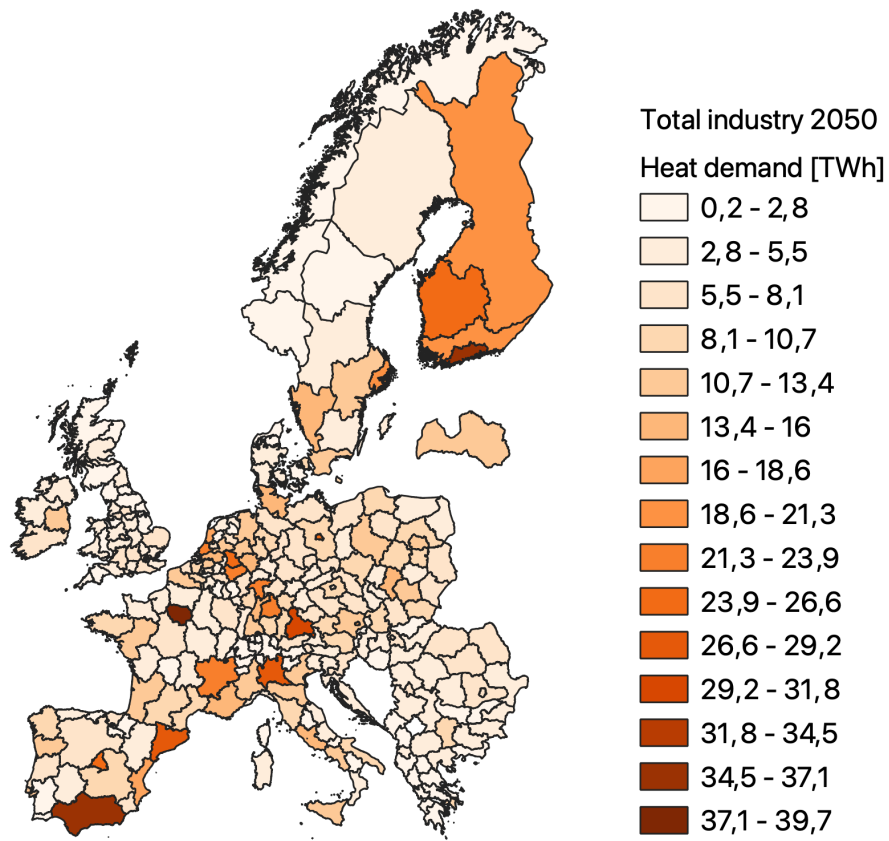 Total industry 2050
Heat demand [TWh]
0,2 - 2,8
2,8 - 5,5
5,5 - 8,1
8,1 - 10,7
10,7 - 13,4
13,4 - 16
16 - 18,6
18,6 - 21,3
21,3 - 23,9
23,9 - 26,6
26,6 - 29,2
29,2 - 31,8
31,8 - 34,5
34,5 - 37,1
37,1 - 39,7